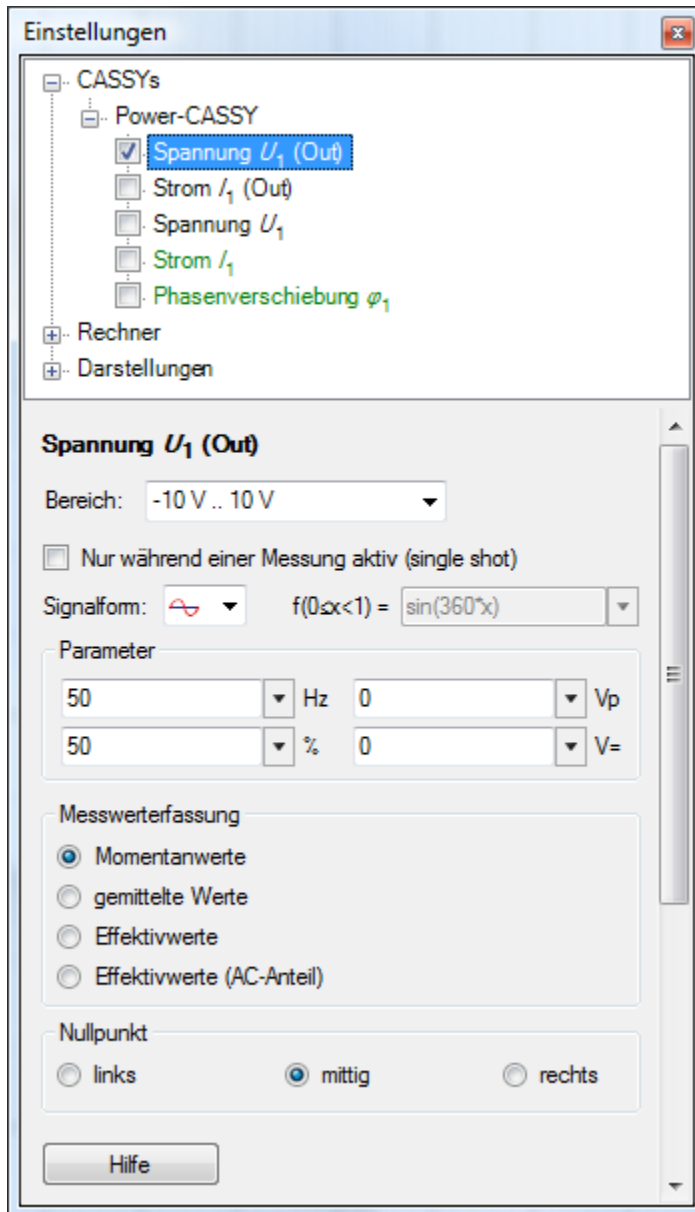 Einstellungen
CASSYs
Power-CASSY
Spannung U₁ (Out)
Strom I₁ (Out)
Spannung U₁
Strom I₁
Phasenverschiebung φ₁
Rechner
Darstellungen
Spannung U₁ (Out)
Bereich: -10 V .. 10 V
Nur während einer Messung aktiv (single shot)
Signalform: f(0≤x<1) = sin(360*x)
Parameter
50 Hz 0 Vp
50 % 0 V=
Messwerterfassung
Momentanwerte
gemittelte Werte
Effektivwerte
Effektivwerte (AC-Anteil)
Nullpunkt
links mittig rechts
Hilfe